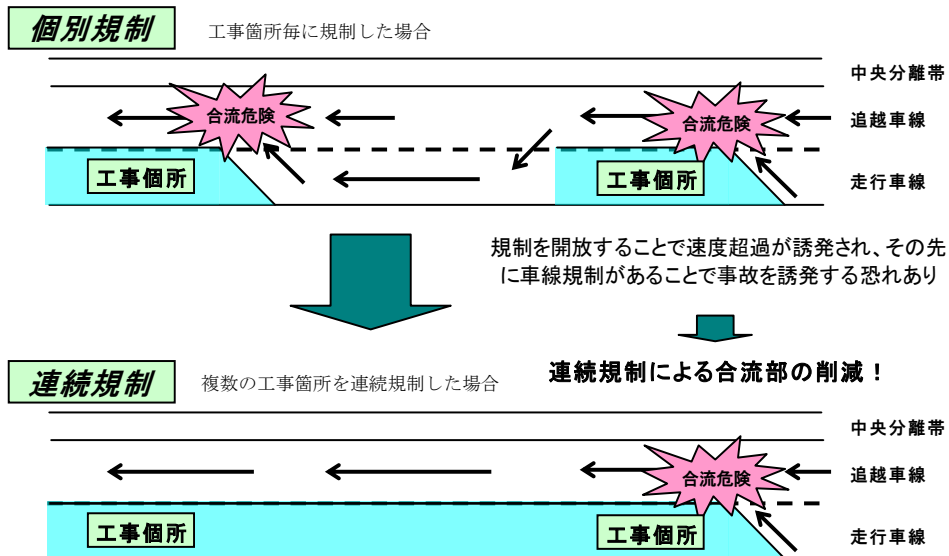 個別規制
工事箇所毎に規制した場合
中央分離帯
合流危険
合流危険
追越車線
工事個所
工事個所
走行車線
規制を開放することで速度超過が誘発され、その先
に車線規制があることで事故を誘発する恐れあり
連続規制による合流部の削減！
連続規制
複数の工事箇所を連続規制した場合
中央分離帯
合流危険
追越車線
工事個所
工事個所
走行車線